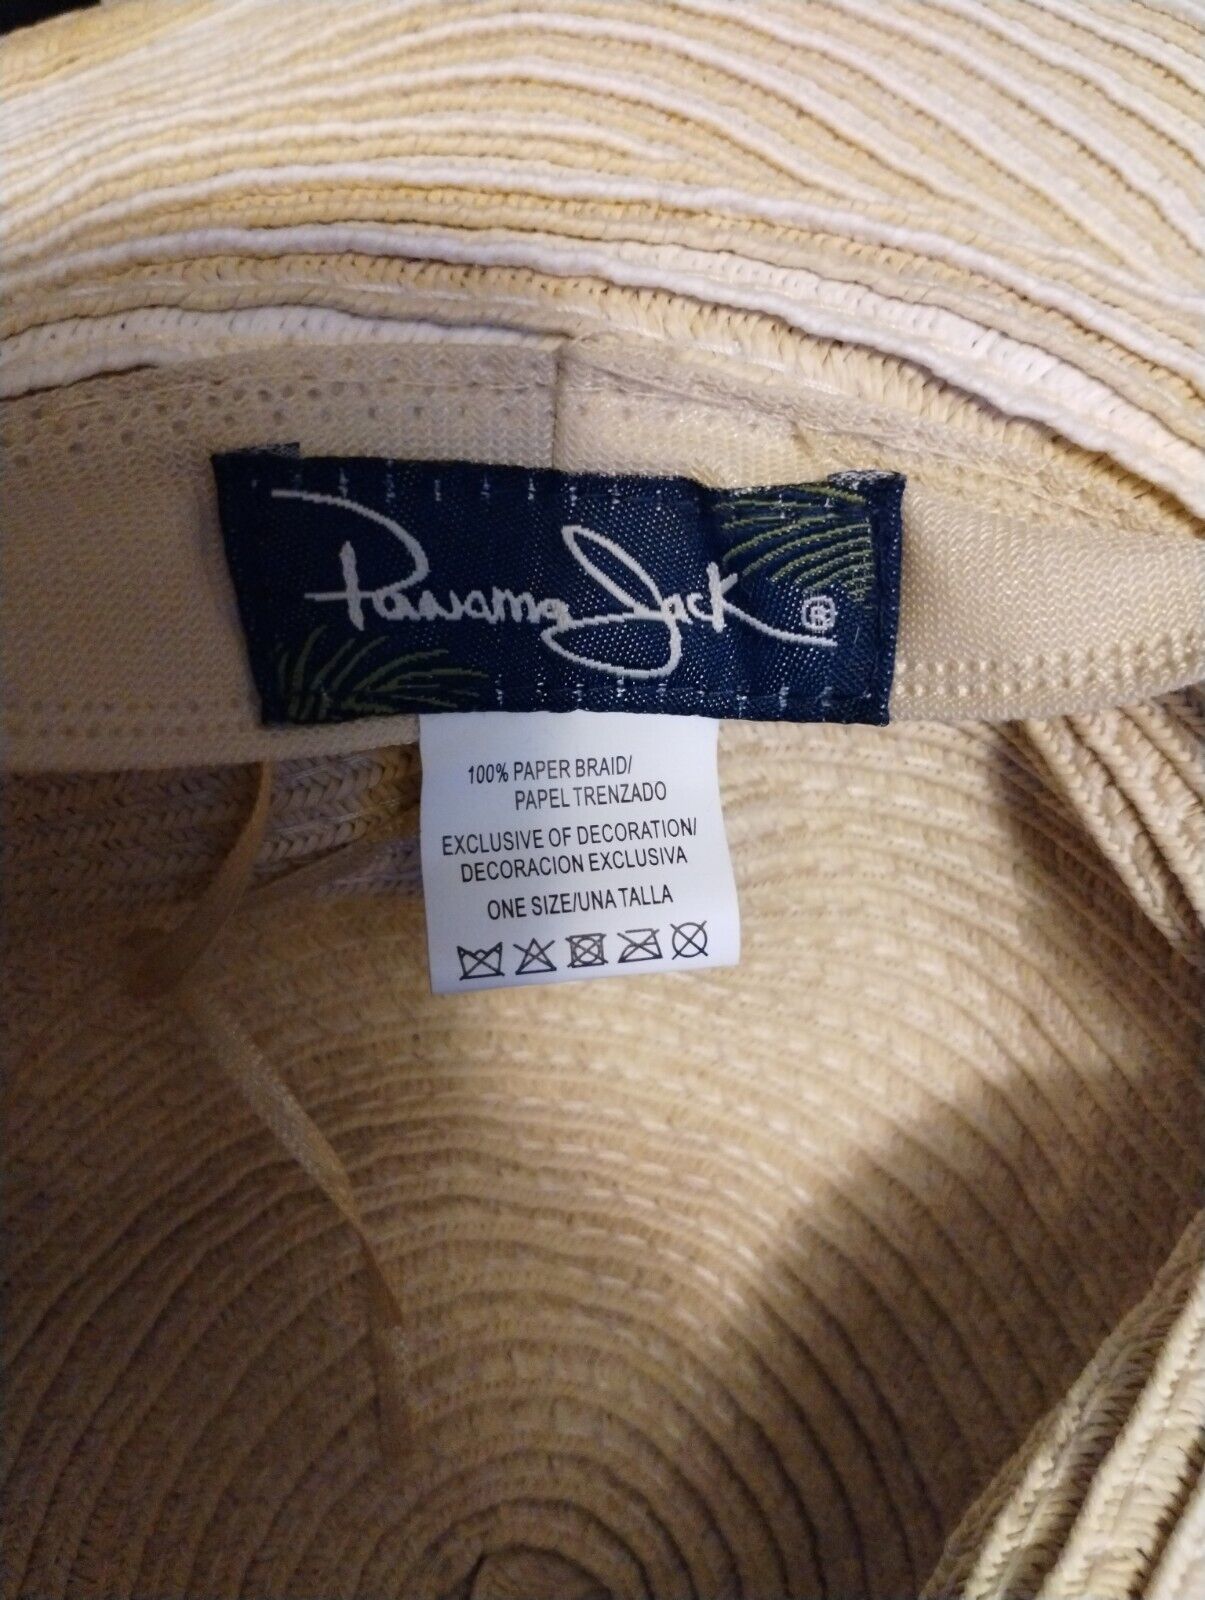 Panama Jack ®
100% PAPER BRAID/
PAPEL TRENZADO
EXCLUSIVE OF DECORATION/
DECORACION EXCLUSIVA
ONE SIZE/UNA TALLA